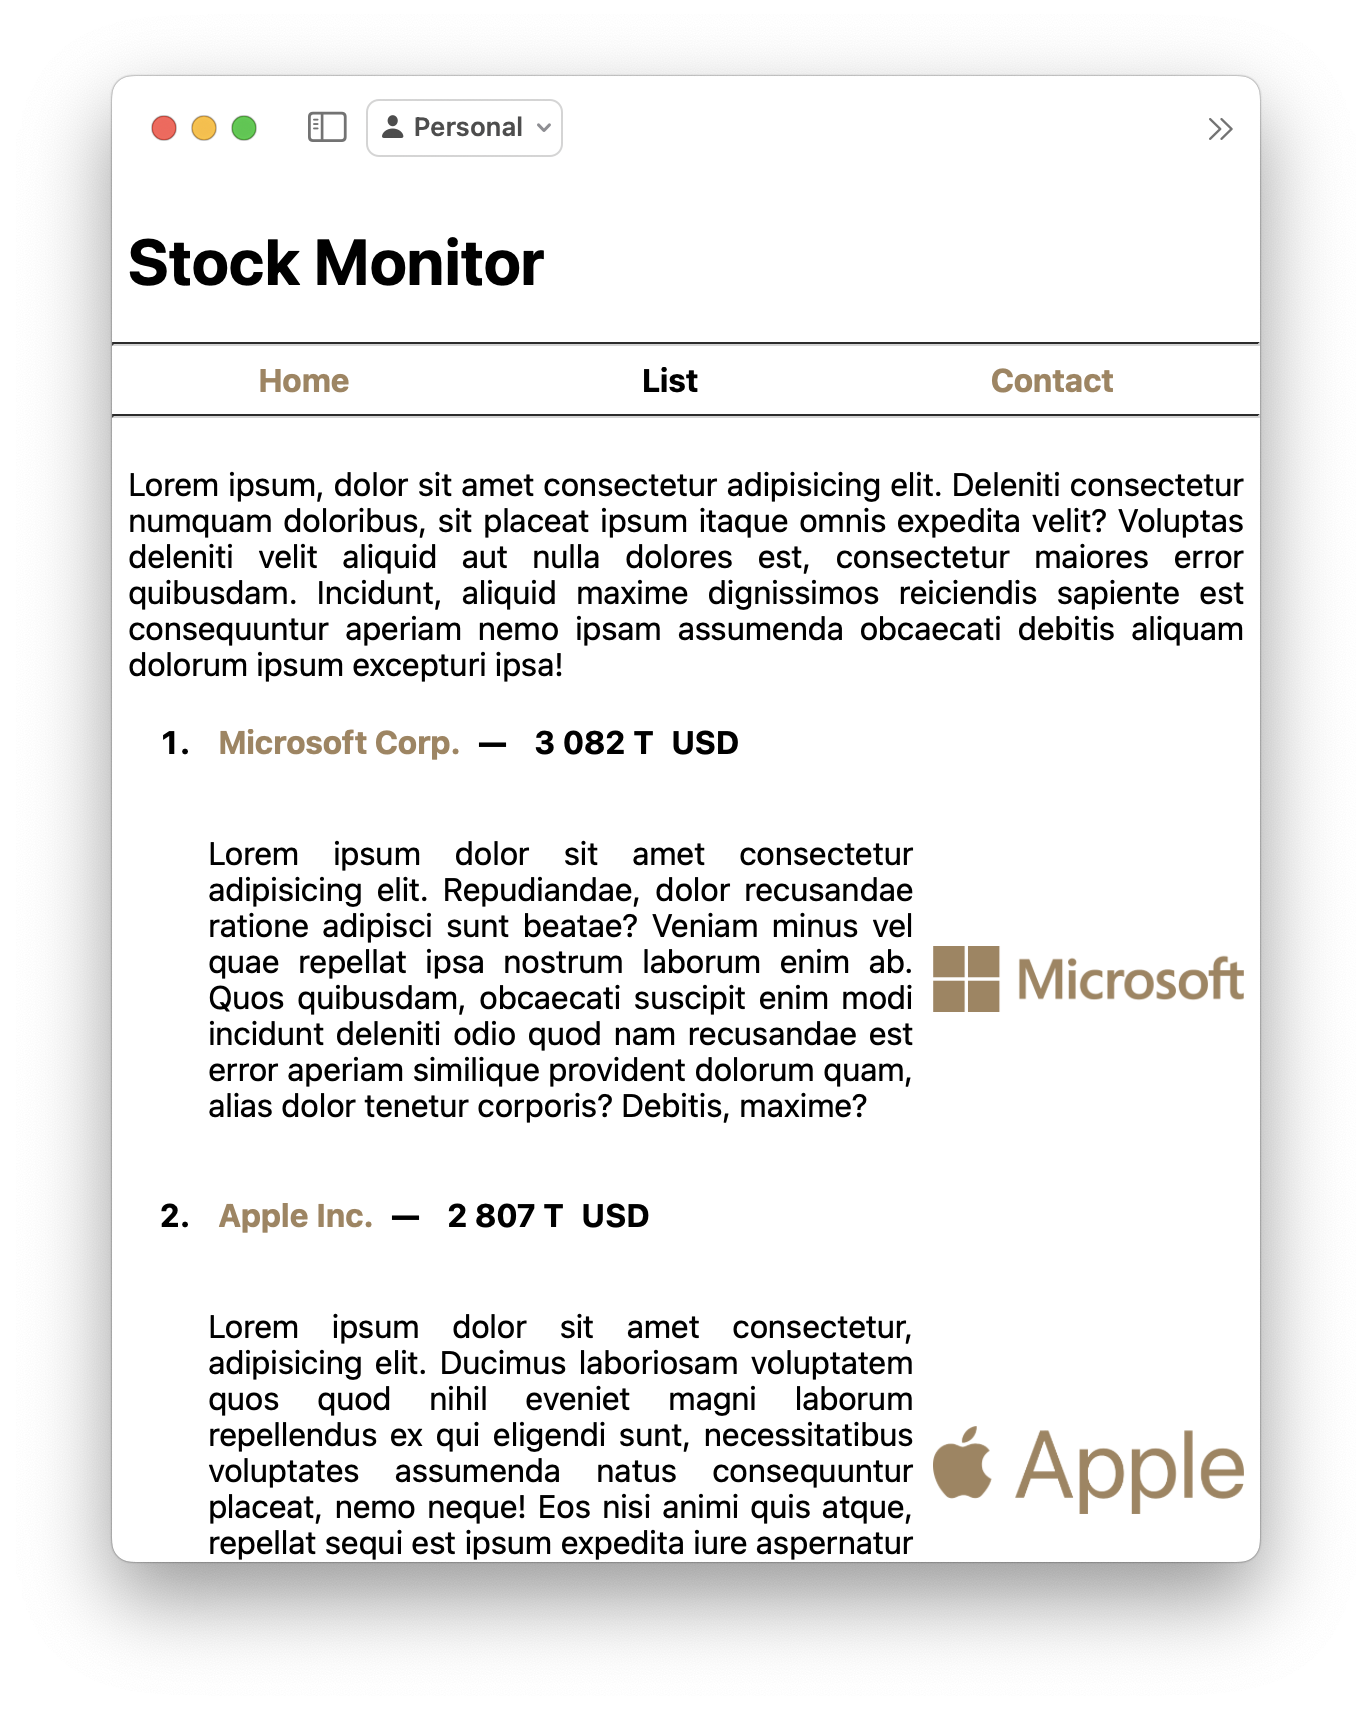 Personal
Stock Monitor
Home List Contact
Lorem ipsum, dolor sit amet consectetur adipisicing elit. Deleniti consectetur
numquam doloribus, sit placeat ipsum itaque omnis expedita velit? Voluptas
deleniti velit aliquid aut nulla dolores est, consectetur maiores error
quibusdam. Incidunt, aliquid maxime dignissimos reiciendis sapiente est
consequuntur aperiam nemo ipsam assumenda obcaecati debitis aliquam
dolorum ipsum excepturi ipsa!
1. Microsoft Corp. — 3 082 T USD
Lorem ipsum dolor sit amet consectetur
adipisicing elit. Repudiandae, dolor recusandae
ratione adipisci sunt beatae? Veniam minus vel
quae repellat ipsa nostrum laborum enim ab.
Quos quibusdam, obcaecati suscipit enim modi
incidunt deleniti odio quod nam recusandae est
error aperiam similique provident dolorum quam,
alias dolor tenetur corporis? Debitis, maxime?
Microsoft
2. Apple Inc. — 2 807 T USD
Lorem ipsum dolor sit amet consectetur,
adipisicing elit. Ducimus laboriosam voluptatem
quos quod nihil eveniet magni laborum
repellendus ex qui eligendi sunt, necessitatibus
voluptates assumenda natus consequuntur
placeat, nemo neque! Eos nisi animi quis atque,
repellat sequi est ipsum expedita iure aspernatur
Apple